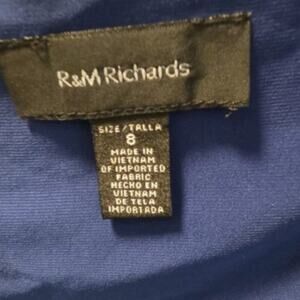 R&M Richards
SIZE/TALLA
8
MADE IN
VIETNAM
OF IMPORTED
FABRIC
HECHO EN
VIETNAM
DE TELA
IMPORTADA